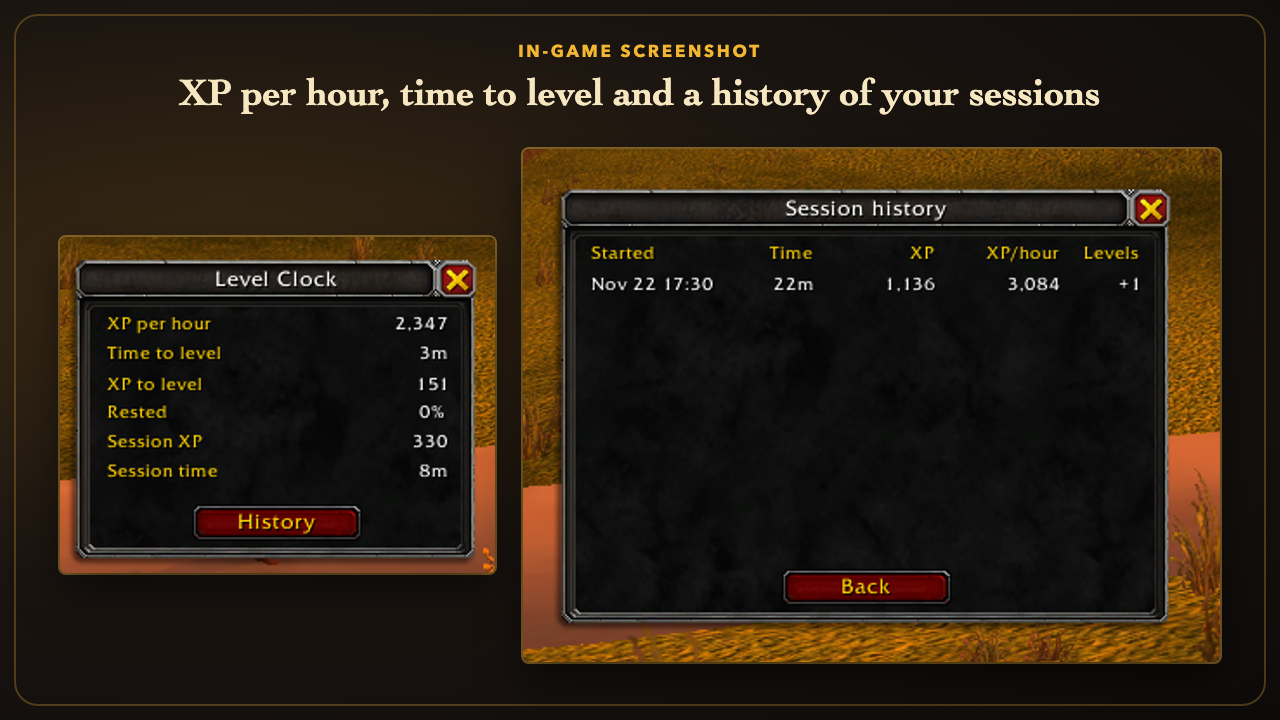 IN-GAME SCREENSHOT
XP per hour, time to level and a history of your sessions
Level Clock
XP per hour 2,347
Time to level 3m
XP to level 151
Rested 0%
Session XP 330
Session time 8m
History
Session history
Started Time XP XP/hour Levels
Nov 22 17:30 22m 1,136 3,084 +1
Back